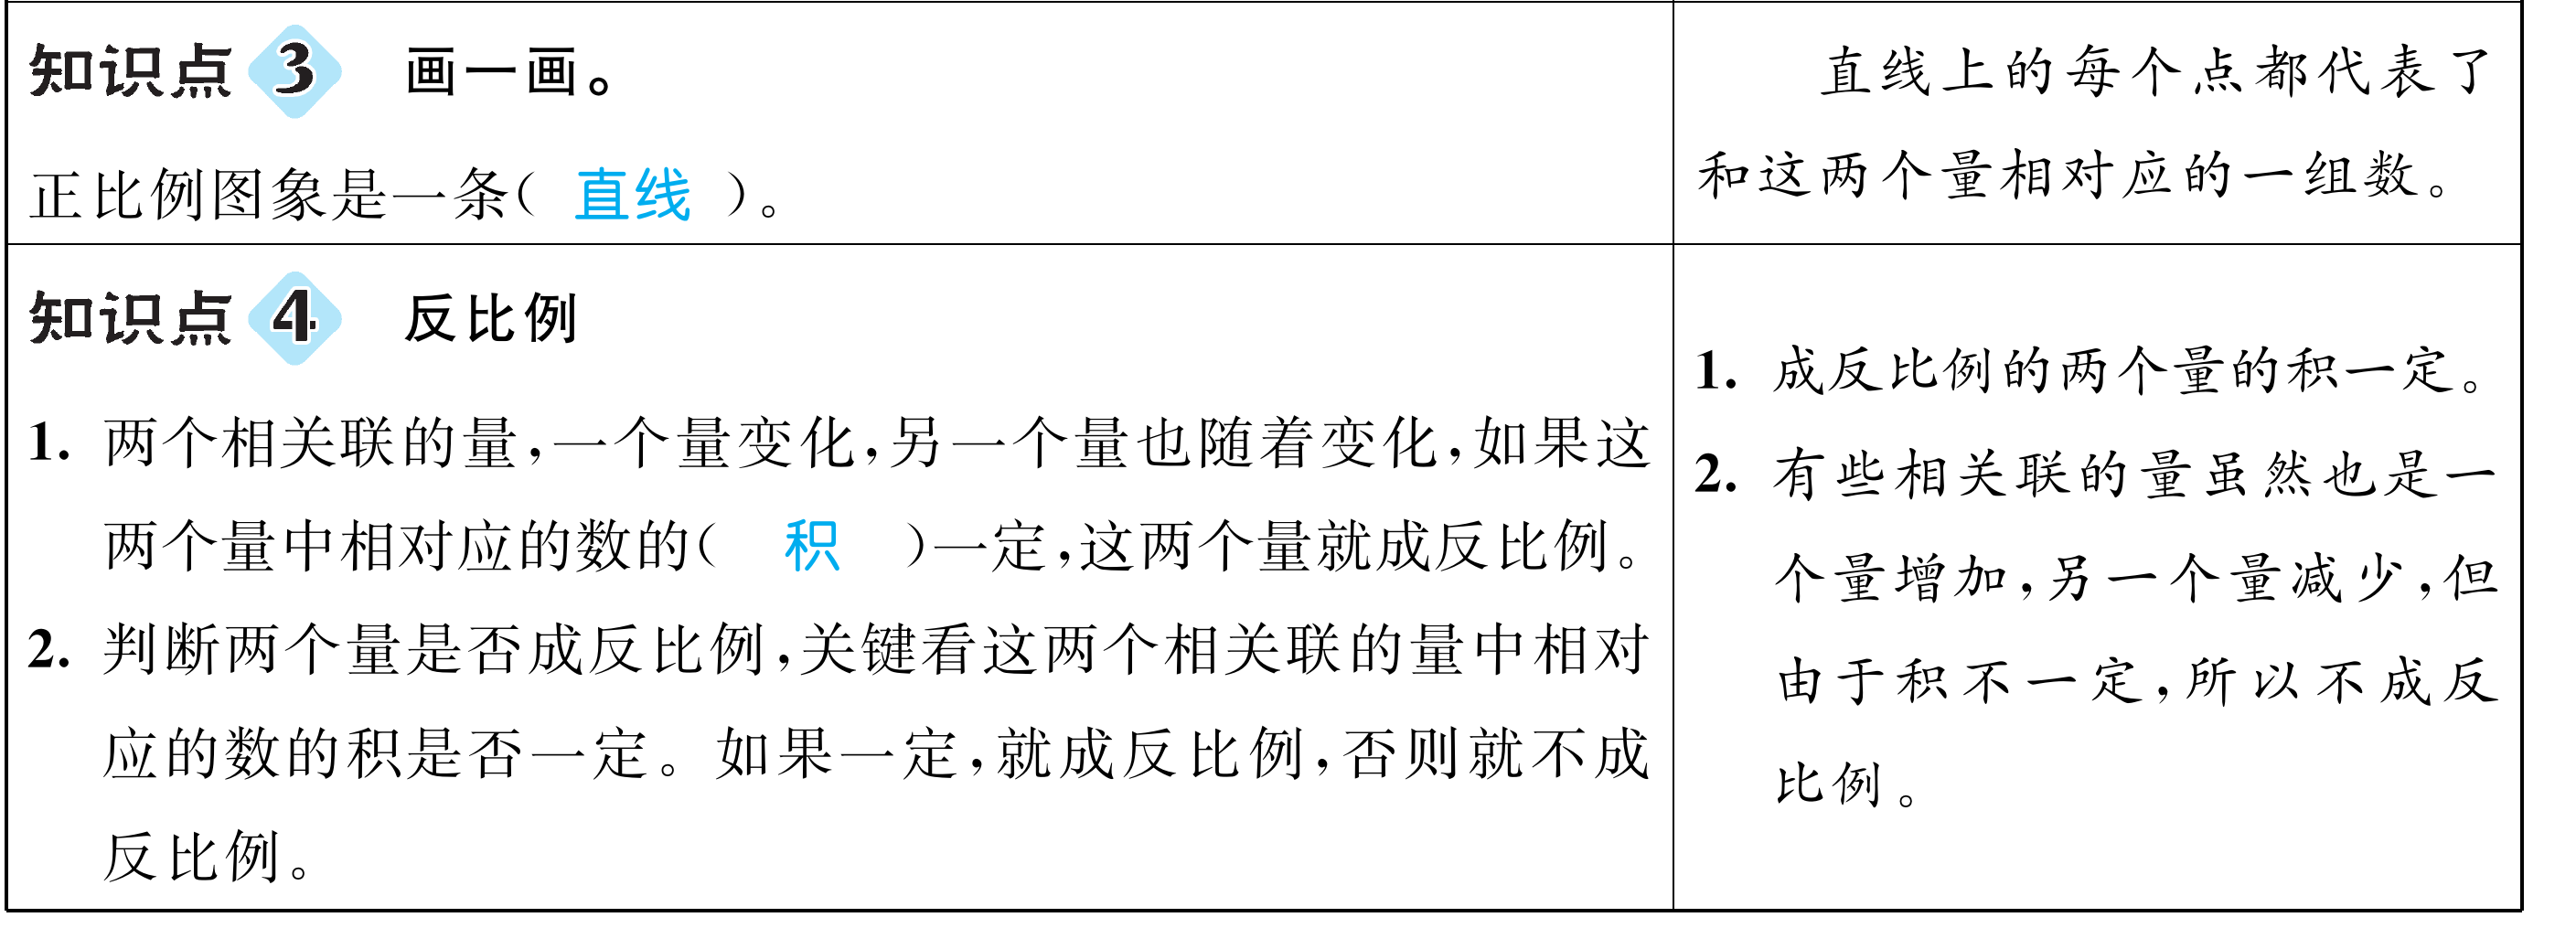 知识点3 画一画。
正比例图象是一条( 直线 )。
直线上的每个点都代表了
和这两个量相对应的一组数。
知识点4 反比例
1. 两个相关联的量,一个量变化,另一个量也随着变化,如果这
两个量中相对应的数的( 积 )一定,这两个量就成反比例。
2. 判断两个量是否成反比例,关键看这两个相关联的量中相对
应的数的积是否一定。如果一定,就成反比例,否则就不成
反比例。
1. 成反比例的两个量的积一定。
2. 有些相关联的量虽然也是一
个量增加,另一个量减少,但
由于积不一定,所以不成反
比例。